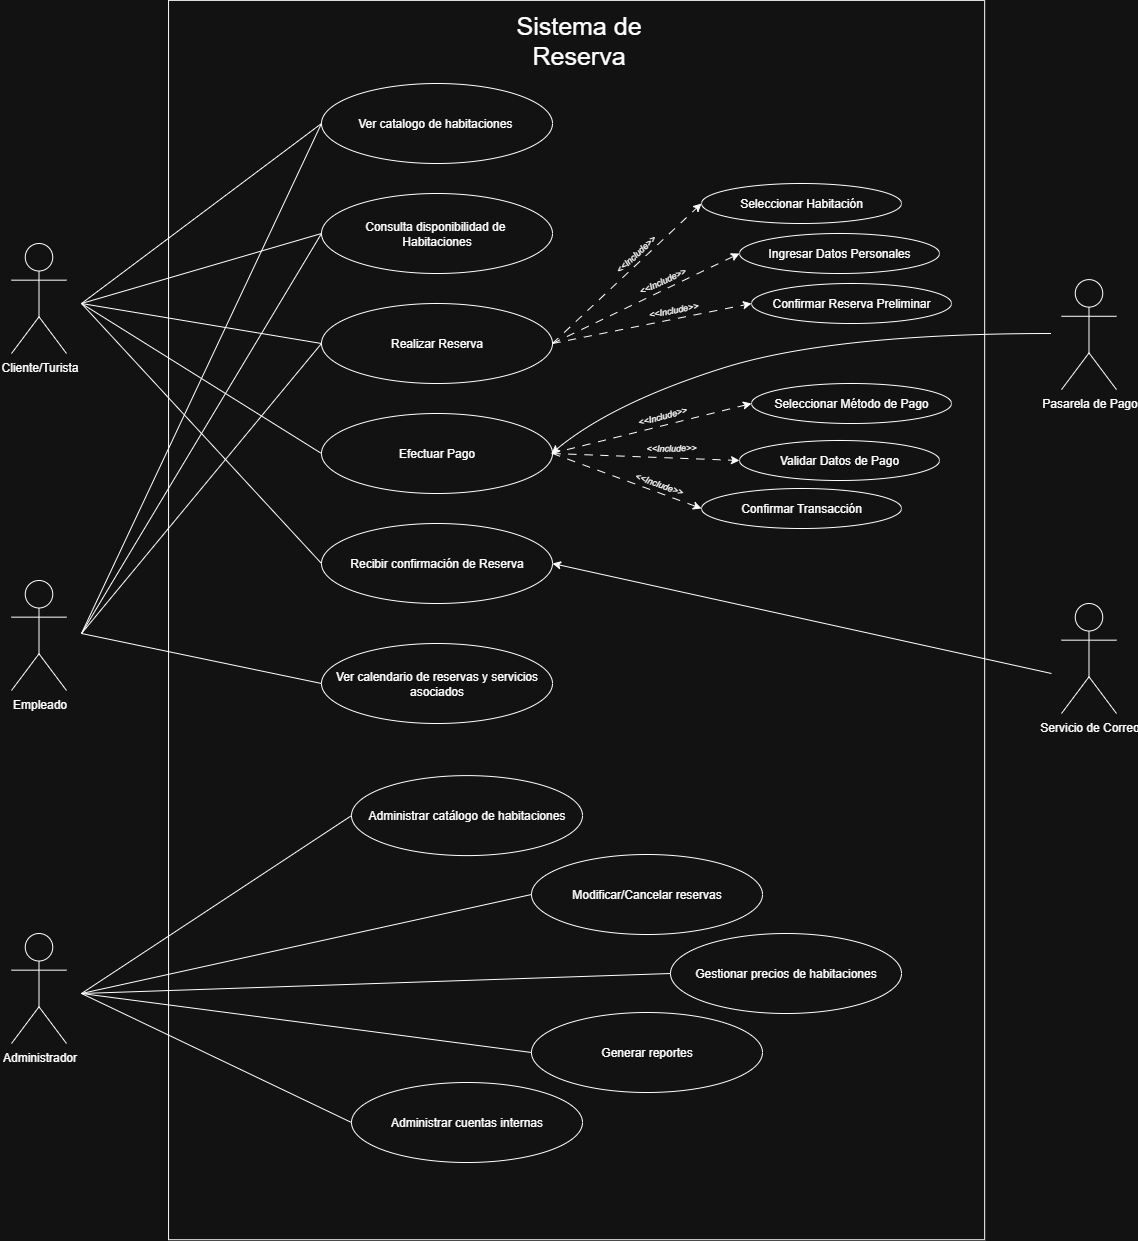 Sistema de
Reserva
Ver catalogo de habitaciones
Consulta disponibilidad de
Habitaciones
Realizar Reserva
Efectuar Pago
Recibir confirmación de Reserva
Ver calendario de reservas y servicios
asociados
Seleccionar Habitación
Ingresar Datos Personales
Confirmar Reserva Preliminar
<<Include>>
<<Include>>
<<Include>>
Seleccionar Método de Pago
Validar Datos de Pago
Confirmar Transacción
<<Include>>
<<Include>>
<<Include>>
Cliente/Turista
Empleado
Administrador
Pasarela de Pago
Servicio de Correo
Administrar catálogo de habitaciones
Modificar/Cancelar reservas
Gestionar precios de habitaciones
Generar reportes
Administrar cuentas internas